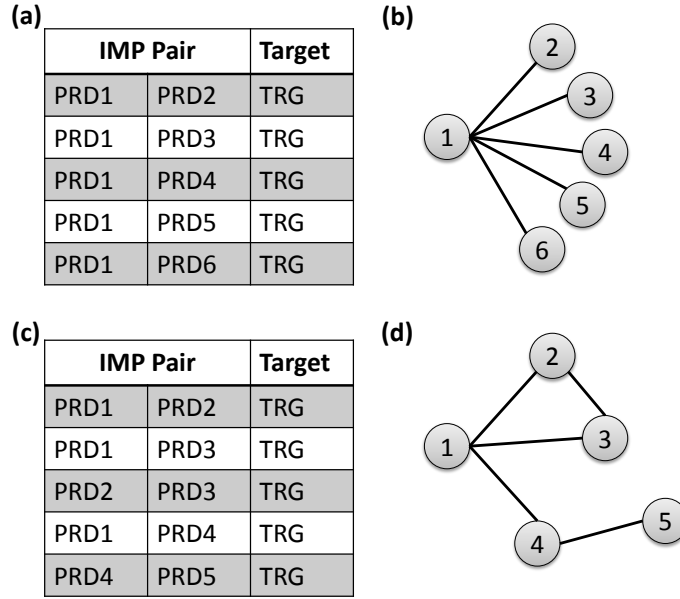 (a)
IMP Pair Target
PRD1 PRD2 TRG
PRD1 PRD3 TRG
PRD1 PRD4 TRG
PRD1 PRD5 TRG
PRD1 PRD6 TRG
(b)
2
3
1
4
5
6
(c)
IMP Pair Target
PRD1 PRD2 TRG
PRD1 PRD3 TRG
PRD2 PRD3 TRG
PRD1 PRD4 TRG
PRD4 PRD5 TRG
(d)
2
1
3
5
4